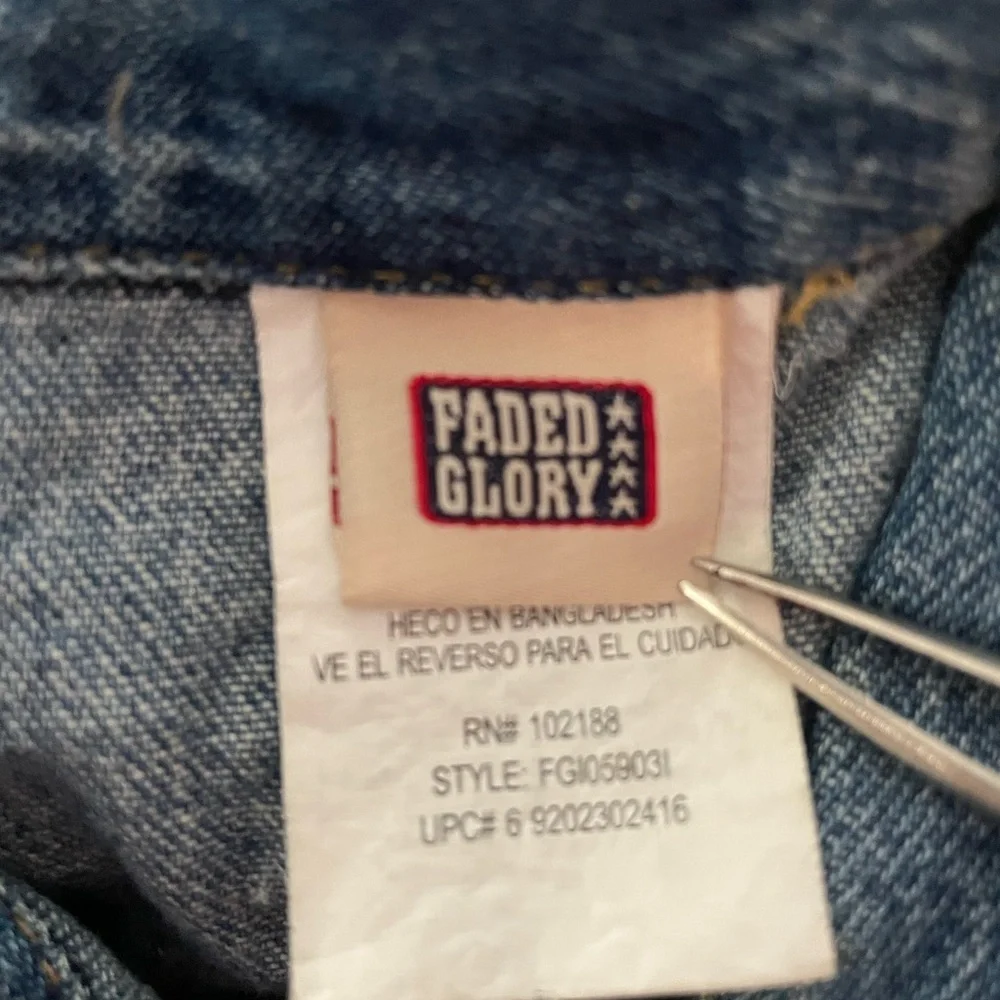 FADED
GLORY
HECO EN BANGLADESH
VE EL REVERSO PARA EL CUIDADO
RN# 102188
STYLE: FGI05903I
UPC# 6 9202302416